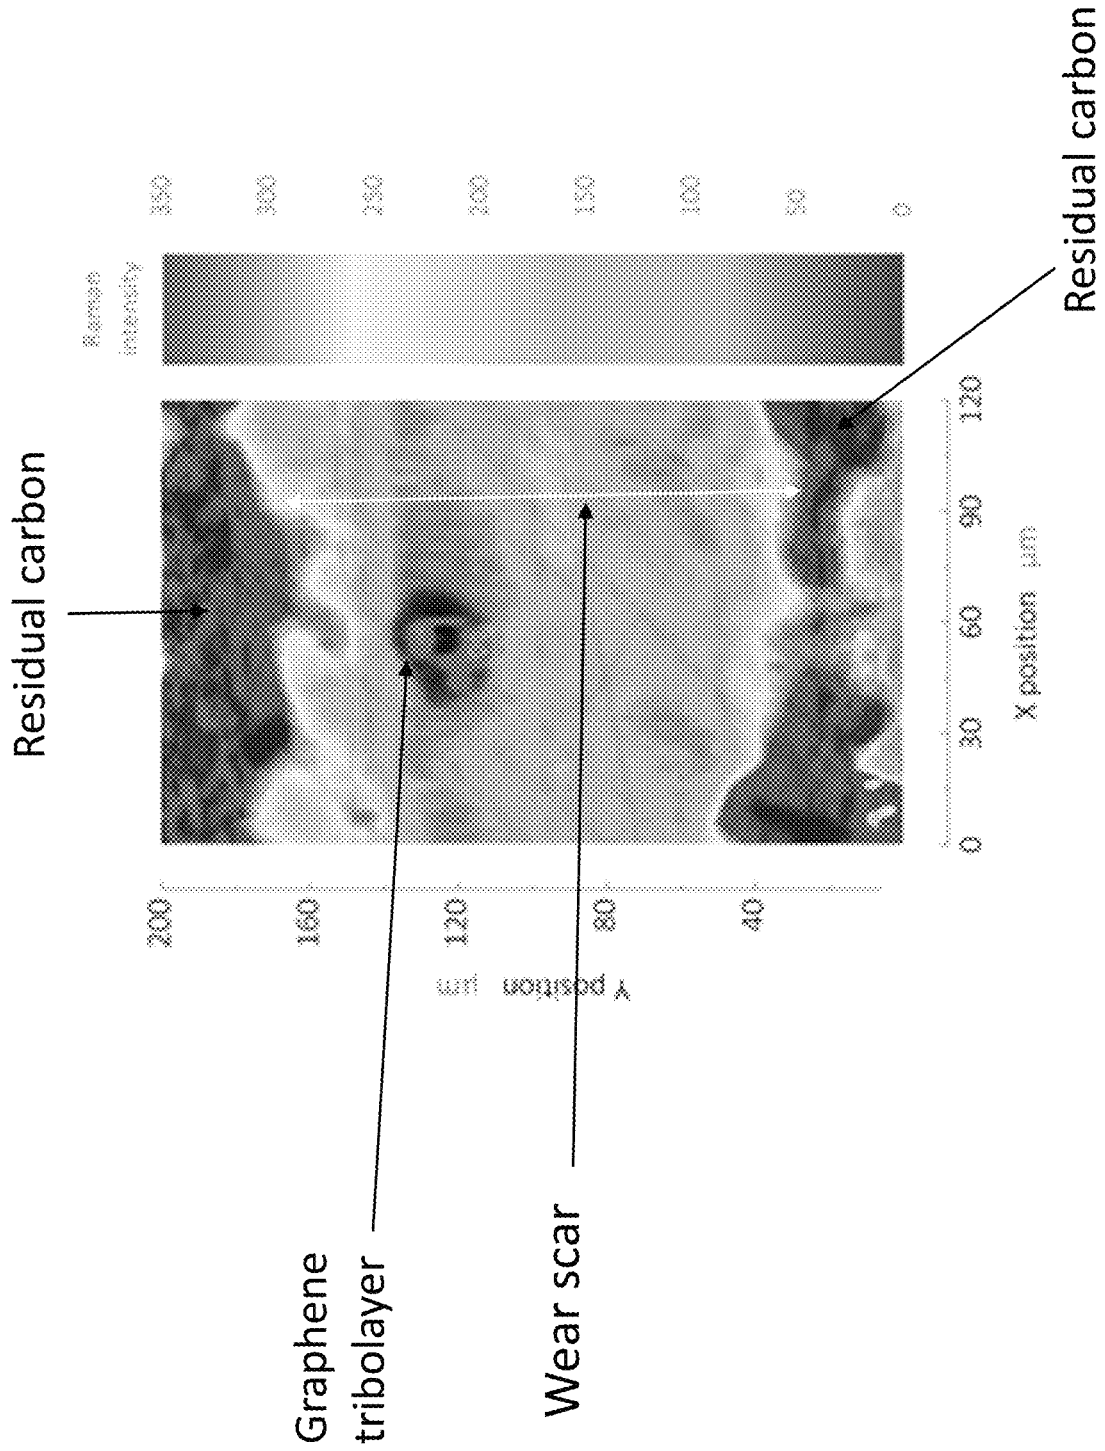 Residual carbon
Raman
intensity
350
300
250
200
150
100
50
0
200
160
120
80
40
Y position µm
0
30
60
90
120
X position µm
Graphene
tribolayer
Wear scar
Residual carbon